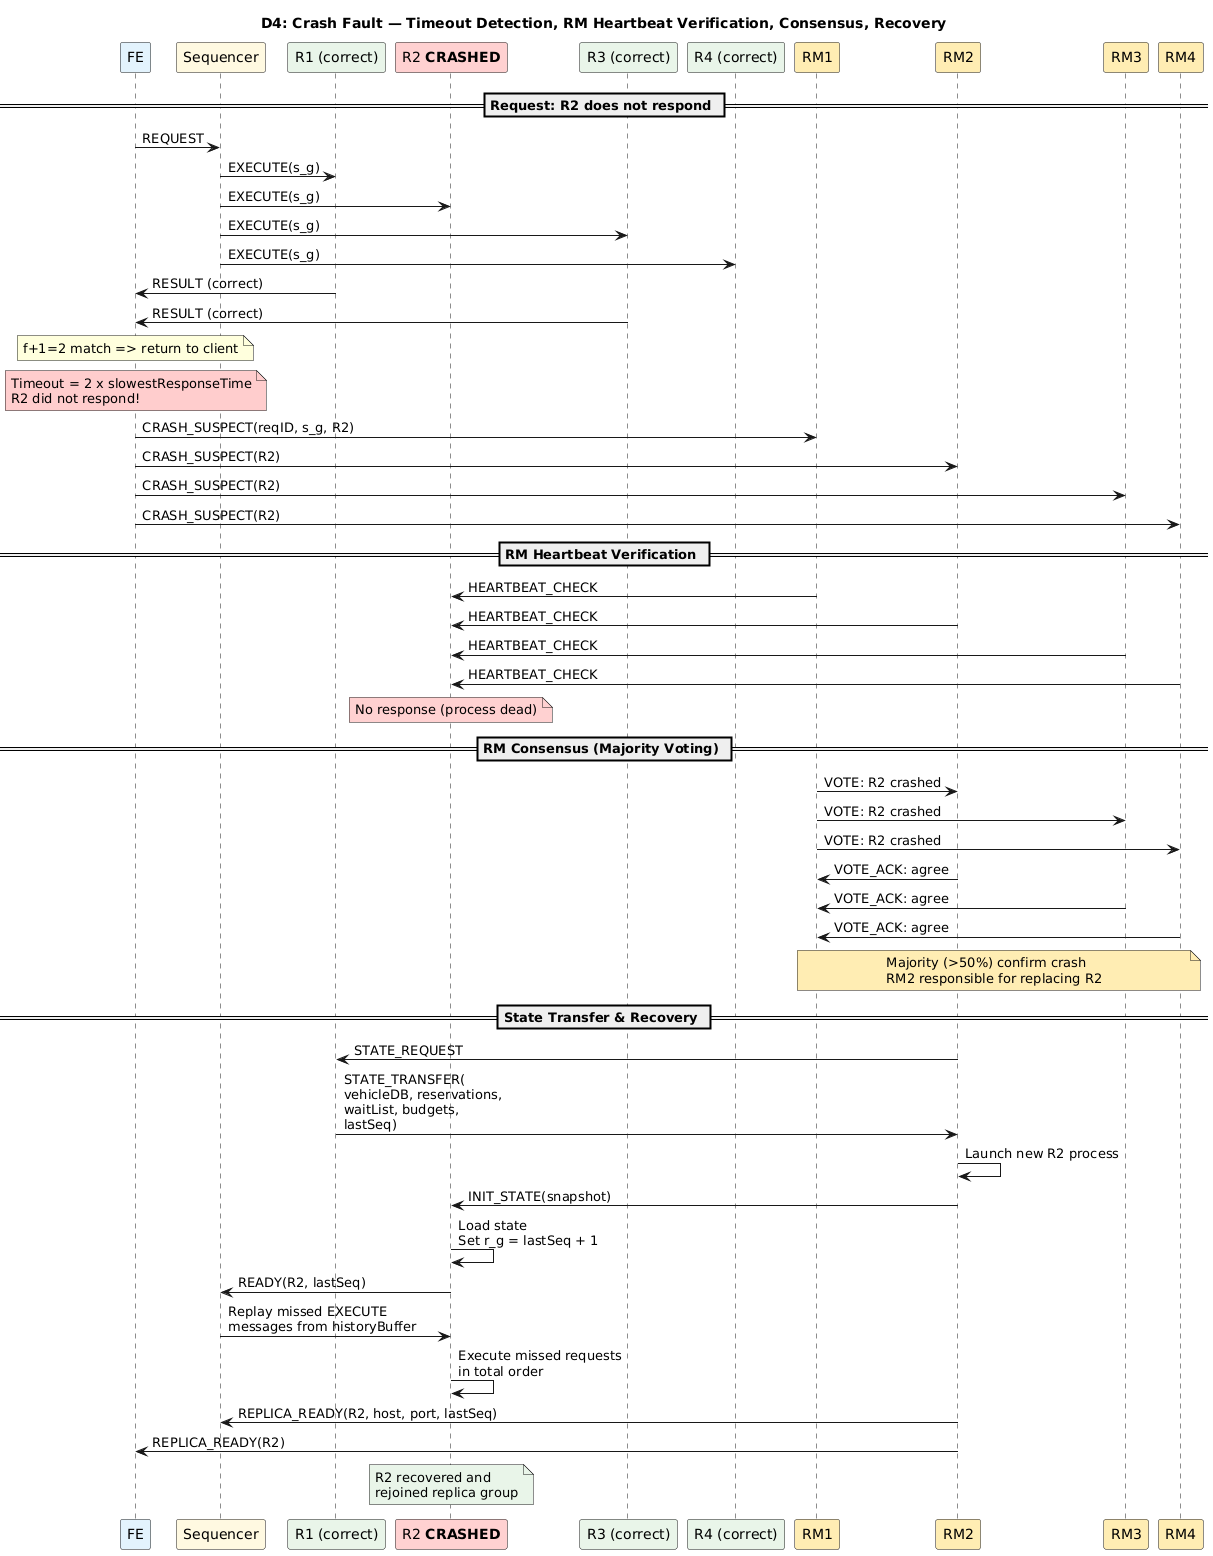 D4: Crash Fault — Timeout Detection, RM Heartbeat Verification, Consensus, Recovery
FE
Sequencer
R1 (correct)
R2 CRASHED
R3 (correct)
R4 (correct)
RM1
RM2
RM3
RM4
Request: R2 does not respond
REQUEST
EXECUTE(s_g)
EXECUTE(s_g)
EXECUTE(s_g)
EXECUTE(s_g)
RESULT (correct)
RESULT (correct)
f+1=2 match => return to client
Timeout = 2 x slowestResponseTime
R2 did not respond!
CRASH_SUSPECT(reqID, s_g, R2)
CRASH_SUSPECT(R2)
CRASH_SUSPECT(R2)
CRASH_SUSPECT(R2)
RM Heartbeat Verification
HEARTBEAT_CHECK
HEARTBEAT_CHECK
HEARTBEAT_CHECK
HEARTBEAT_CHECK
No response (process dead)
RM Consensus (Majority Voting)
VOTE: R2 crashed
VOTE: R2 crashed
VOTE: R2 crashed
VOTE_ACK: agree
VOTE_ACK: agree
VOTE_ACK: agree
Majority (>50%) confirm crash
RM2 responsible for replacing R2
State Transfer & Recovery
STATE_REQUEST
STATE_TRANSFER(
vehicleDB, reservations,
waitList, budgets,
lastSeq)
Launch new R2 process
INIT_STATE(snapshot)
Load state
Set r_g = lastSeq + 1
READY(R2, lastSeq)
Replay missed EXECUTE
messages from historyBuffer
Execute missed requests
in total order
REPLICA_READY(R2, host, port, lastSeq)
REPLICA_READY(R2)
R2 recovered and
rejoined replica group
FE
Sequencer
R1 (correct)
R2 CRASHED
R3 (correct)
R4 (correct)
RM1
RM2
RM3
RM4